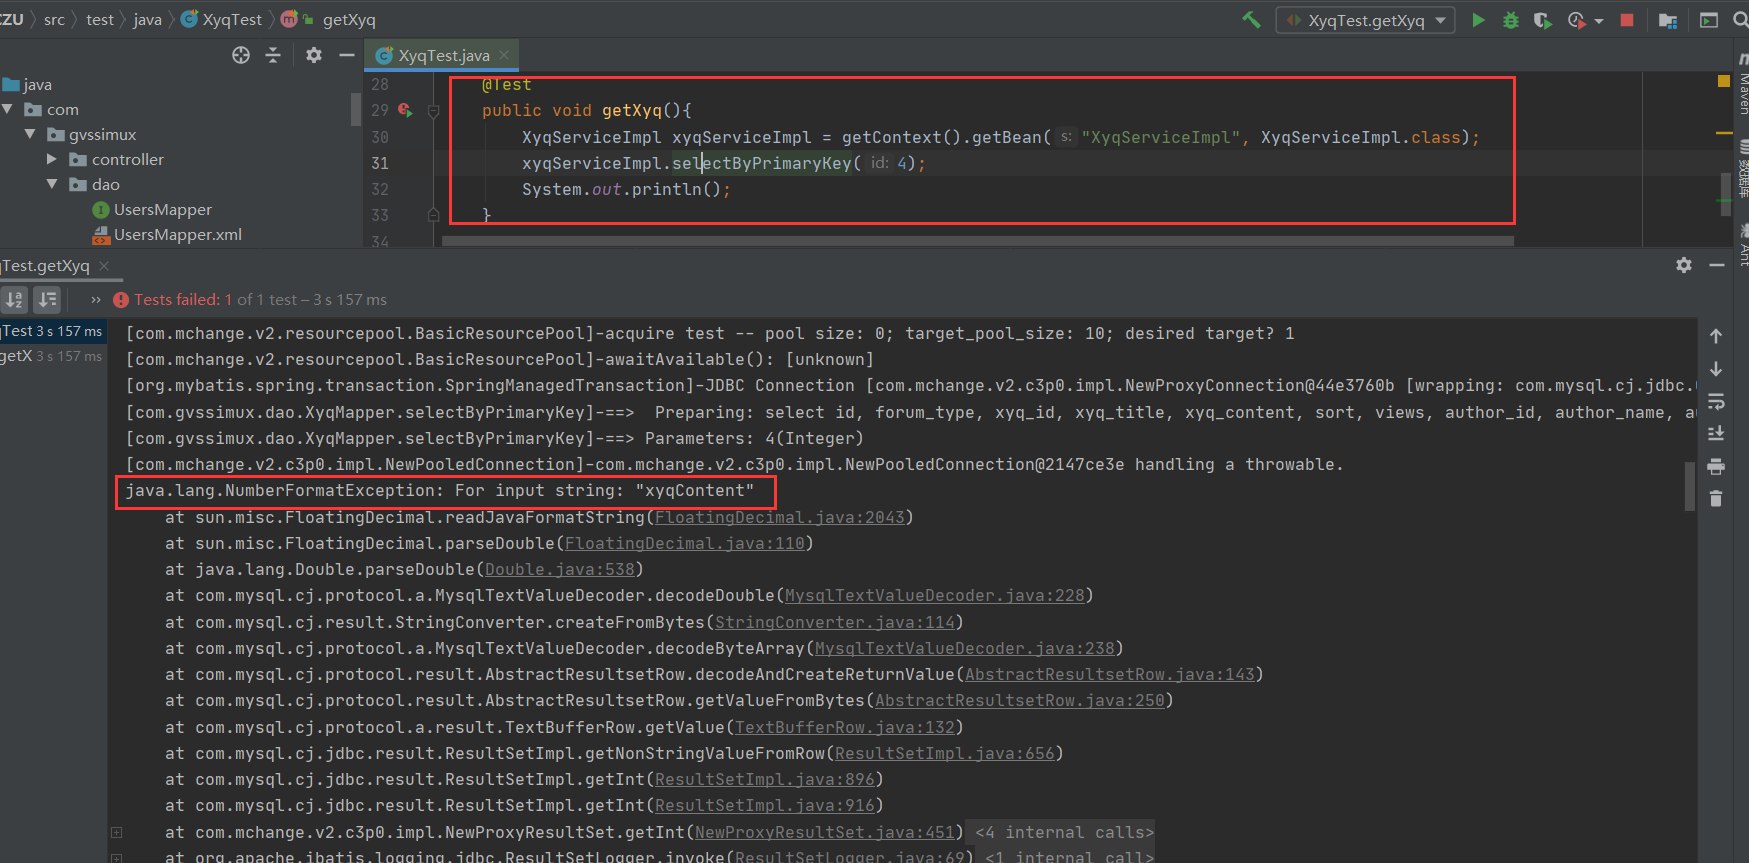 CZU src test java XyqTest getXyq XyqTest.getXyq
XyqTest.java
java
com
gvssimux
controller
dao
UsersMapper
UsersMapper.xml
28 @Test
29 public void getXyq(){
30 XyqServiceImpl xyqServiceImpl = getContext().getBean( s: "XyqServiceImpl", XyqServiceImpl.class);
31 xyqServiceImpl.selectByPrimaryKey( id: 4);
32 System.out.println();
33 }
34
Maven
数据库
Ant
qTest.getXyq
Tests failed: 1 of 1 test – 3 s 157 ms
qTest 3 s 157 ms
getX 3 s 157 ms
[com.mchange.v2.resourcepool.BasicResourcePool]-acquire test -- pool size: 0; target_pool_size: 10; desired target? 1
[com.mchange.v2.resourcepool.BasicResourcePool]-awaitAvailable(): [unknown]
[org.mybatis.spring.transaction.SpringManagedTransaction]-JDBC Connection [com.mchange.v2.c3p0.impl.NewProxyConnection@44e3760b [wrapping: com.mysql.cj.jdbc.
[com.gvssimux.dao.XyqMapper.selectByPrimaryKey]-==>  Preparing: select id, forum_type, xyq_id, xyq_title, xyq_content, sort, views, author_id, author_name, au
[com.gvssimux.dao.XyqMapper.selectByPrimaryKey]-==> Parameters: 4(Integer)
[com.mchange.v2.c3p0.impl.NewPooledConnection]-com.mchange.v2.c3p0.impl.NewPooledConnection@2147ce3e handling a throwable.
java.lang.NumberFormatException: For input string: "xyqContent"
at sun.misc.FloatingDecimal.readJavaFormatString(FloatingDecimal.java:2043)
at sun.misc.FloatingDecimal.parseDouble(FloatingDecimal.java:110)
at java.lang.Double.parseDouble(Double.java:538)
at com.mysql.cj.protocol.a.MysqlTextValueDecoder.decodeDouble(MysqlTextValueDecoder.java:228)
at com.mysql.cj.result.StringConverter.createFromBytes(StringConverter.java:114)
at com.mysql.cj.protocol.a.MysqlTextValueDecoder.decodeByteArray(MysqlTextValueDecoder.java:238)
at com.mysql.cj.protocol.result.AbstractResultsetRow.decodeAndCreateReturnValue(AbstractResultsetRow.java:143)
at com.mysql.cj.protocol.result.AbstractResultsetRow.getValueFromBytes(AbstractResultsetRow.java:250)
at com.mysql.cj.protocol.a.result.TextBufferRow.getValue(TextBufferRow.java:132)
at com.mysql.cj.jdbc.result.ResultSetImpl.getNonStringValueFromRow(ResultSetImpl.java:656)
at com.mysql.cj.jdbc.result.ResultSetImpl.getInt(ResultSetImpl.java:896)
at com.mysql.cj.jdbc.result.ResultSetImpl.getInt(ResultSetImpl.java:916)
at com.mchange.v2.c3p0.impl.NewProxyResultSet.getInt(NewProxyResultSet.java:451) <4 internal calls>
at org.apache.ibatis.logging.jdbc.ResultSetLogger.invoke(ResultSetLogger.java:69) <1 internal call>